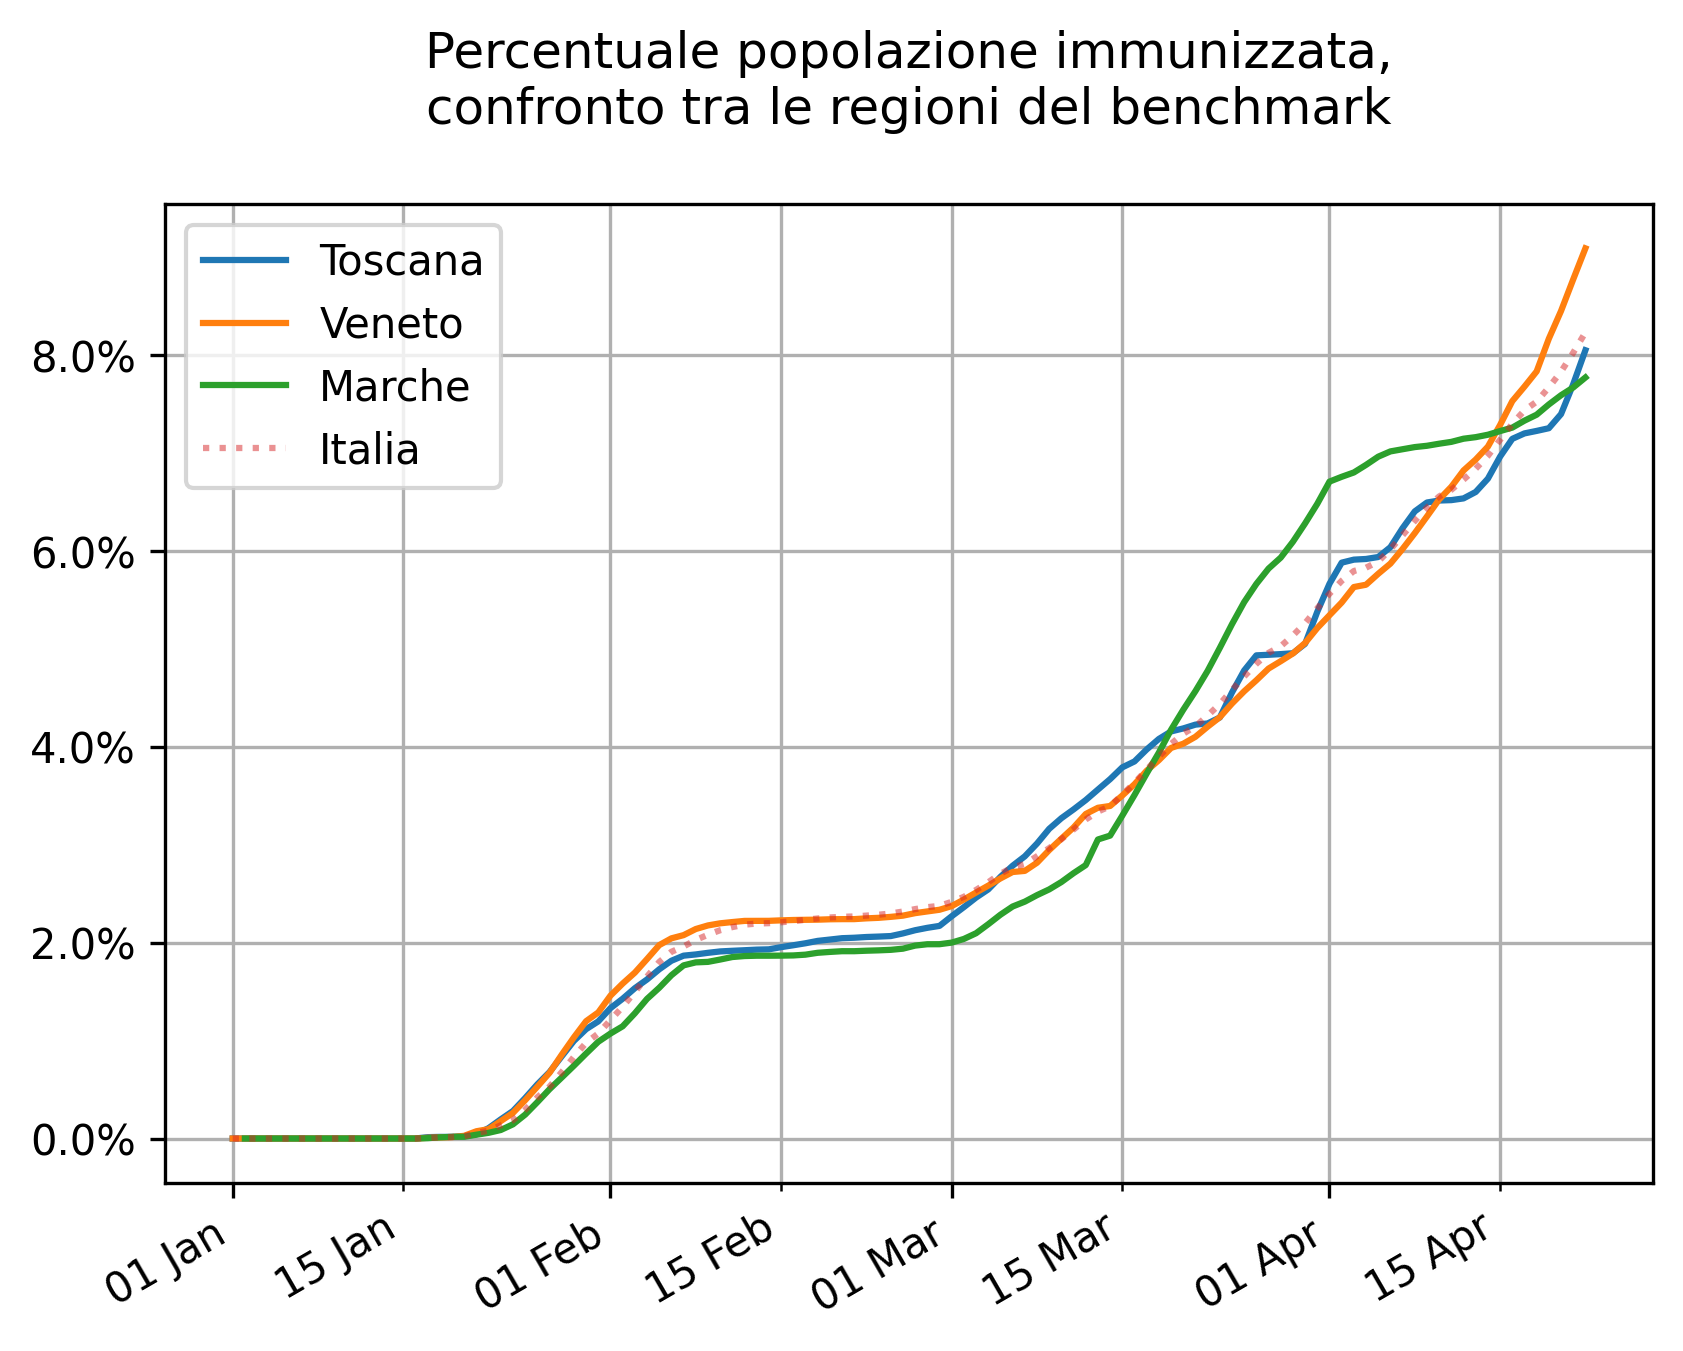 Percentuale popolazione immunizzata,
confronto tra le regioni del benchmark
Toscana
Veneto
Marche
Italia
8.0%
6.0%
4.0%
2.0%
0.0%
01 Jan
15 Jan
01 Feb
15 Feb
01 Mar
15 Mar
01 Apr
15 Apr